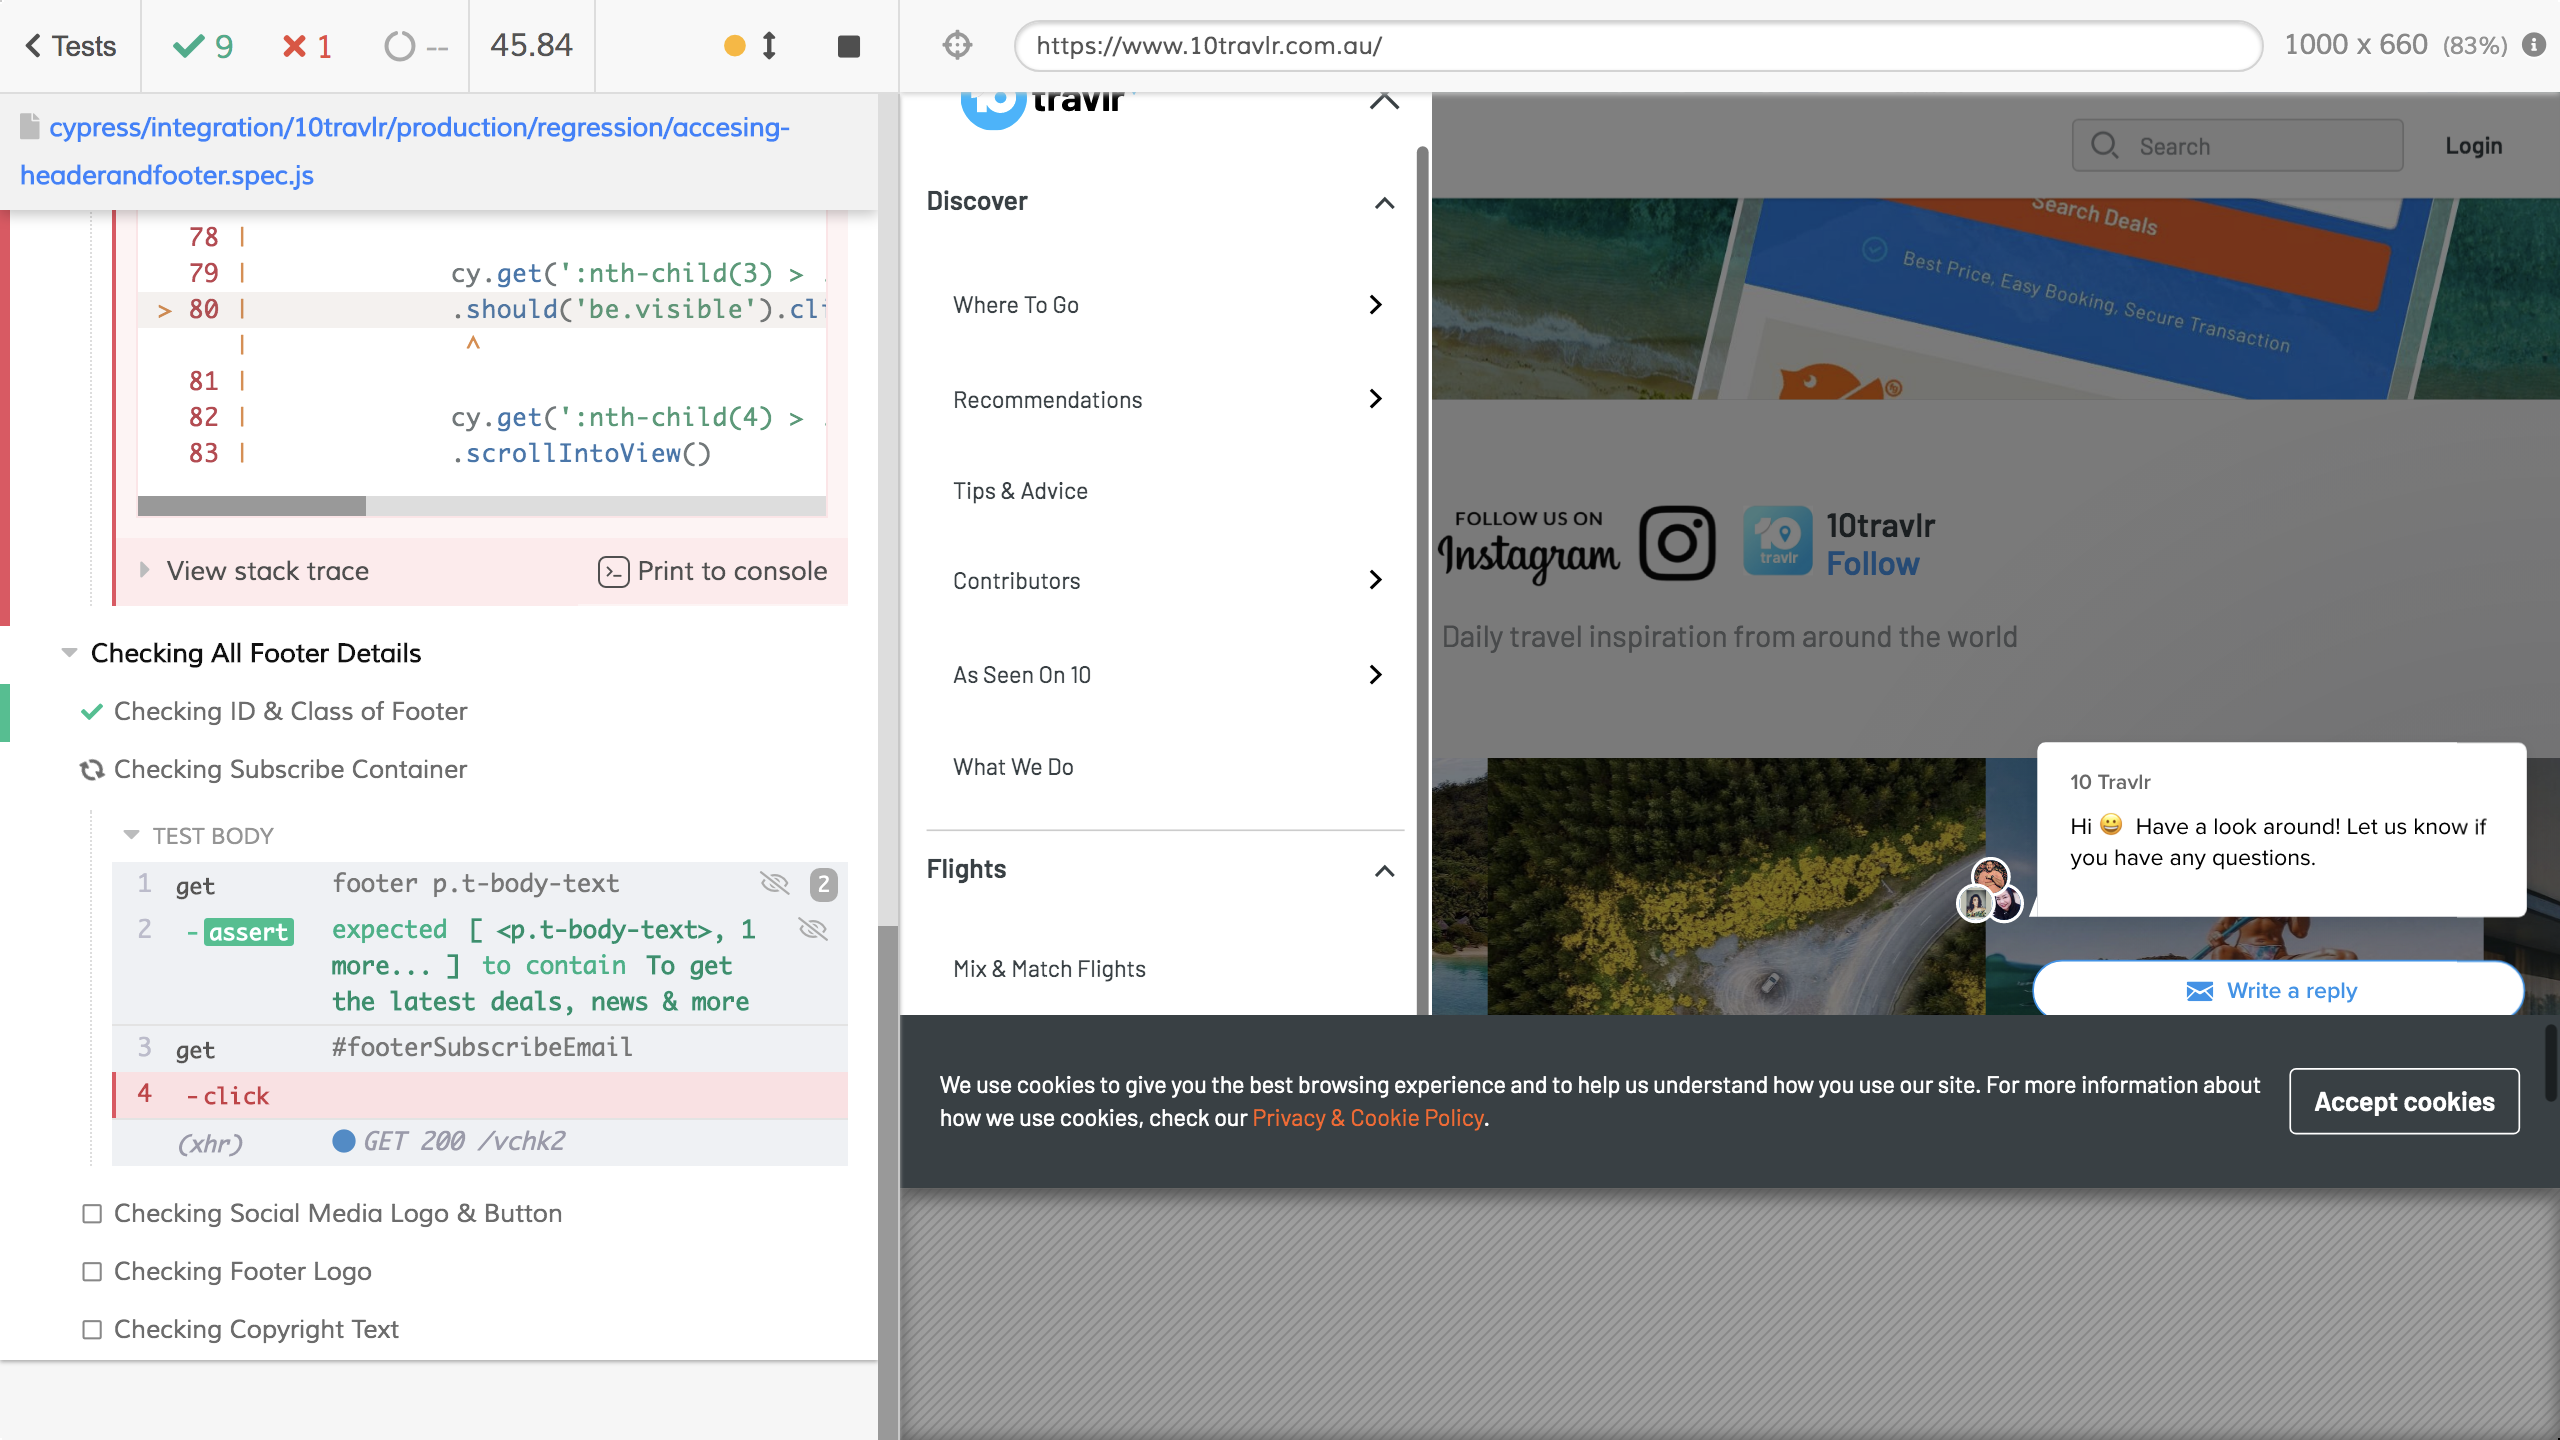 Tests
9
1
--
45.84
https://www.10travlr.com.au/
1000 x 660 (83%)
cypress/integration/10travlr/production/regression/accesing-
headerandfooter.spec.js
78 |
79 | cy.get(':nth-child(3) > .
> 80 | .should('be.visible').cli
| ^
81 |
82 | cy.get(':nth-child(4) > .
83 | .scrollIntoView()
View stack trace
Print to console
Checking All Footer Details
Checking ID & Class of Footer
Checking Subscribe Container
TEST BODY
1 get footer p.t-body-text 2
2 -assert expected [ <p.t-body-text>, 1
more... ] to contain To get
the latest deals, news & more
3 get #footerSubscribeEmail
4 -click
(xhr) GET 200 /vchk2
Checking Social Media Logo & Button
Checking Footer Logo
Checking Copyright Text
10 travlr
Discover
Where To Go
Recommendations
Tips & Advice
Contributors
As Seen On 10
What We Do
Flights
Mix & Match Flights
Search
Login
Search Deals
Best Price, Easy Booking, Secure Transaction
FOLLOW US ON
Instagram
10
travlr
10travlr
Follow
Daily travel inspiration from around the world
10 Travlr
Hi 😀 Have a look around! Let us know if
you have any questions.
Write a reply
We use cookies to give you the best browsing experience and to help us understand how you use our site. For more information about
how we use cookies, check our Privacy & Cookie Policy.
Accept cookies